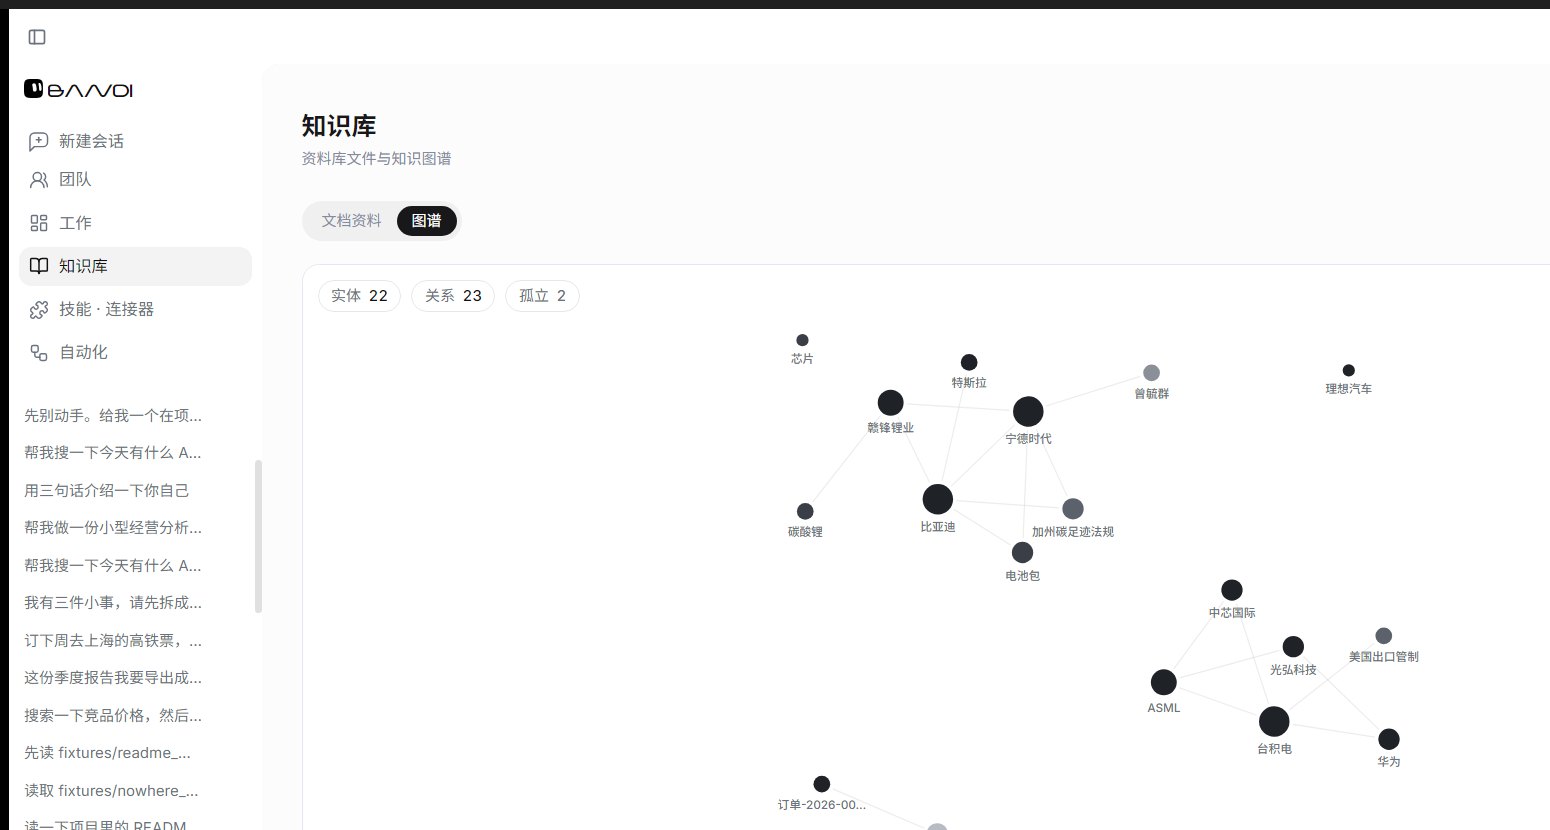 BANDI
新建会话
团队
工作
知识库
技能 · 连接器
自动化
先别动手。给我一个在项...
帮我搜一下今天有什么 A...
用三句话介绍一下你自己
帮我做一份小型经营分析...
帮我搜一下今天有什么 A...
我有三件小事，请先拆成...
订下周去上海的高铁票，...
这份季度报告我要导出成...
搜索一下竞品价格，然后...
先读 fixtures/readme_...
读取 fixtures/nowhere_...
读一下项目里的 READM...
知识库
资料库文件与知识图谱
文档资料 图谱
实体 22 关系 23 孤立 2
芯片
特斯拉
曾毓群
理想汽车
赣锋锂业
宁德时代
碳酸锂
比亚迪
加州碳足迹法规
电池包
中芯国际
光弘科技
美国出口管制
ASML
台积电
华为
订单-2026-00...